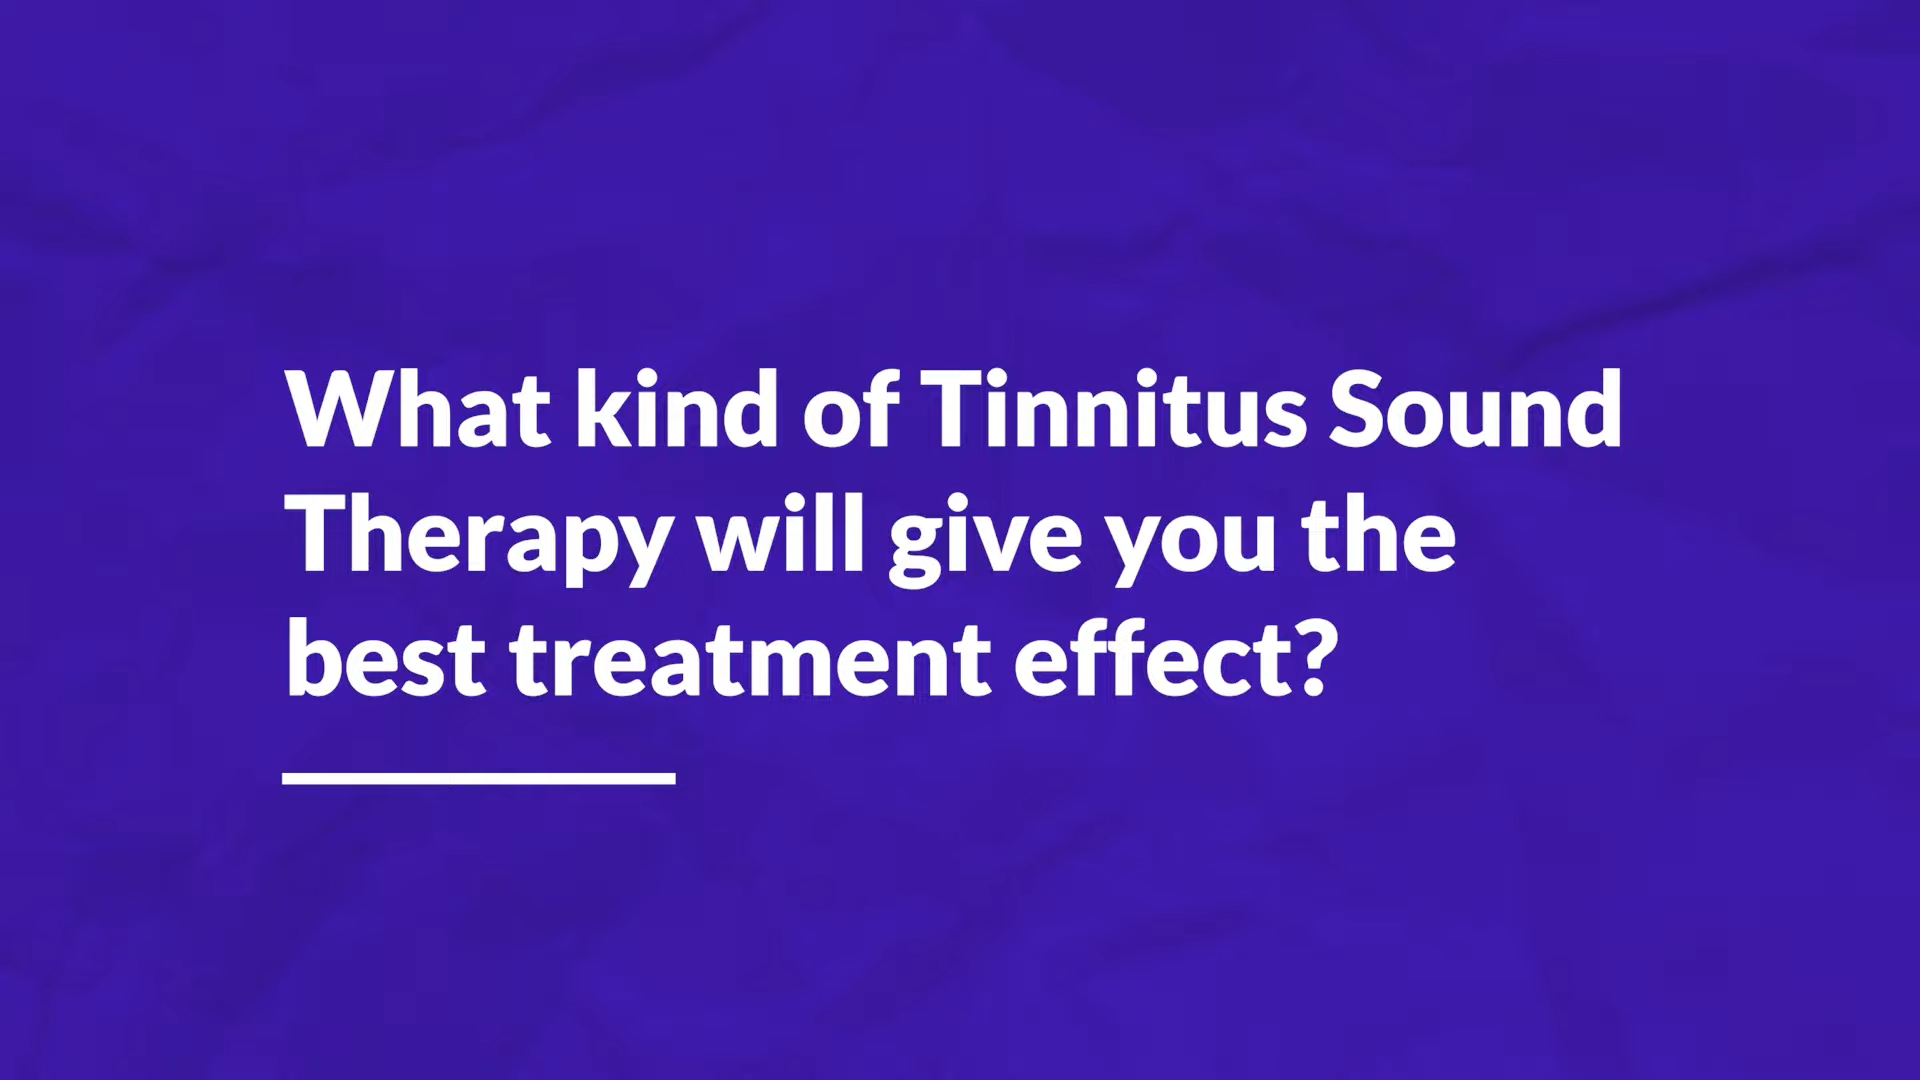 What kind of Tinnitus Sound
Therapy will give you the
best treatment effect?